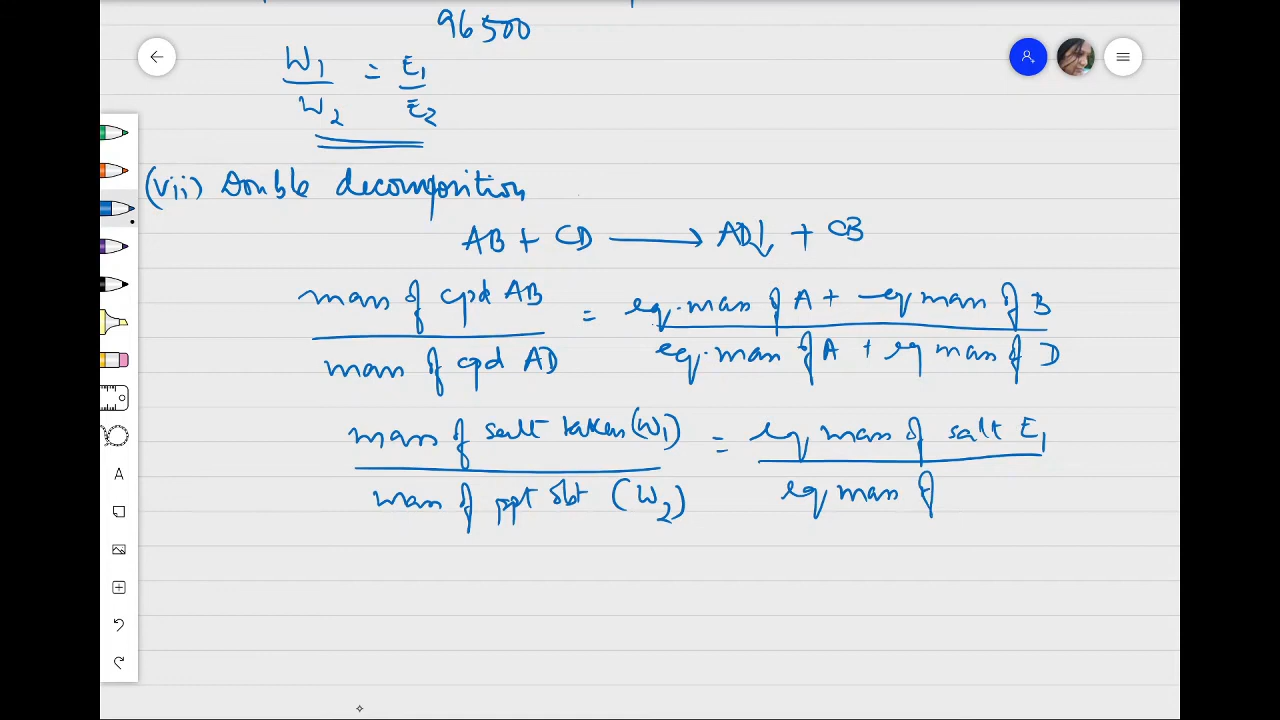 96500
W1 = E1
W2 E2
(vii) Double decomposition
AB + CD → AD↓ + CB
mass of cpd AB = eq. mass of A + eq mass of B
mass of cpd AD eq. mass of A + eq mass of D
mass of salt taken (W1) = eq mass of salt E1
mass of ppt obt (W2) eq mass of
A